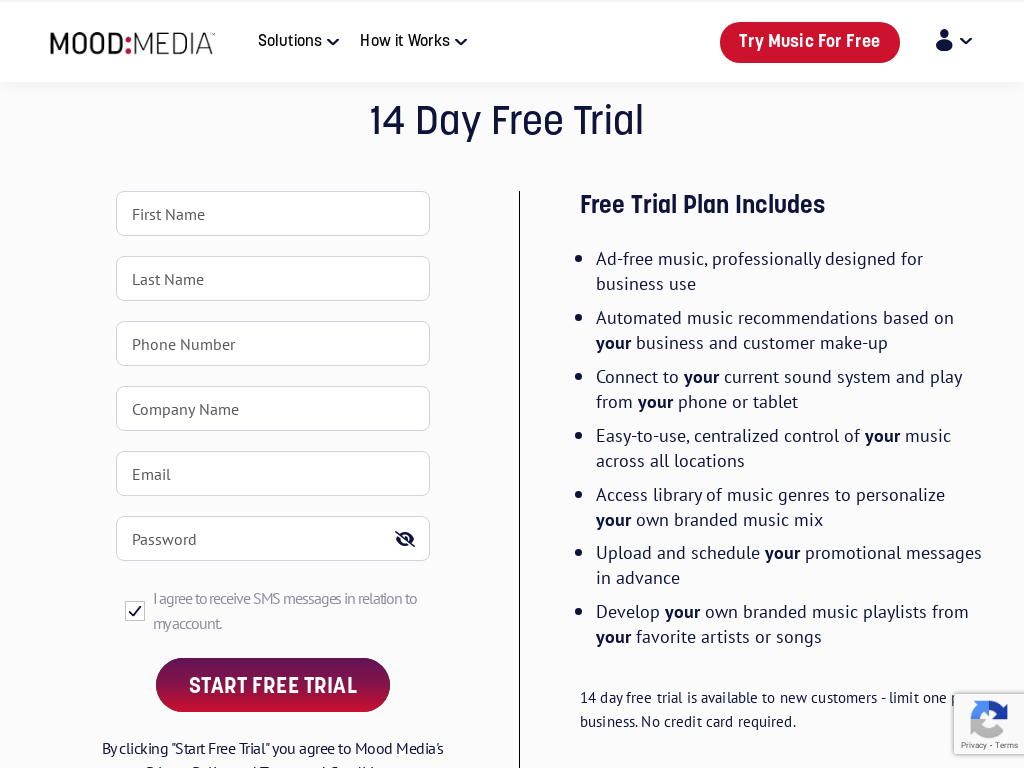 MOOD:MEDIA™
Solutions
How it Works
Try Music For Free
14 Day Free Trial
First Name
Last Name
Phone Number
Company Name
Email
Password
I agree to receive SMS messages in relation to
my account.
START FREE TRIAL
By clicking "Start Free Trial" you agree to Mood Media's
Free Trial Plan Includes
Ad-free music, professionally designed for
business use
Automated music recommendations based on
your business and customer make-up
Connect to your current sound system and play
from your phone or tablet
Easy-to-use, centralized control of your music
across all locations
Access library of music genres to personalize
your own branded music mix
Upload and schedule your promotional messages
in advance
Develop your own branded music playlists from
your favorite artists or songs
14 day free trial is available to new customers - limit one
business. No credit card required.
Privacy - Terms